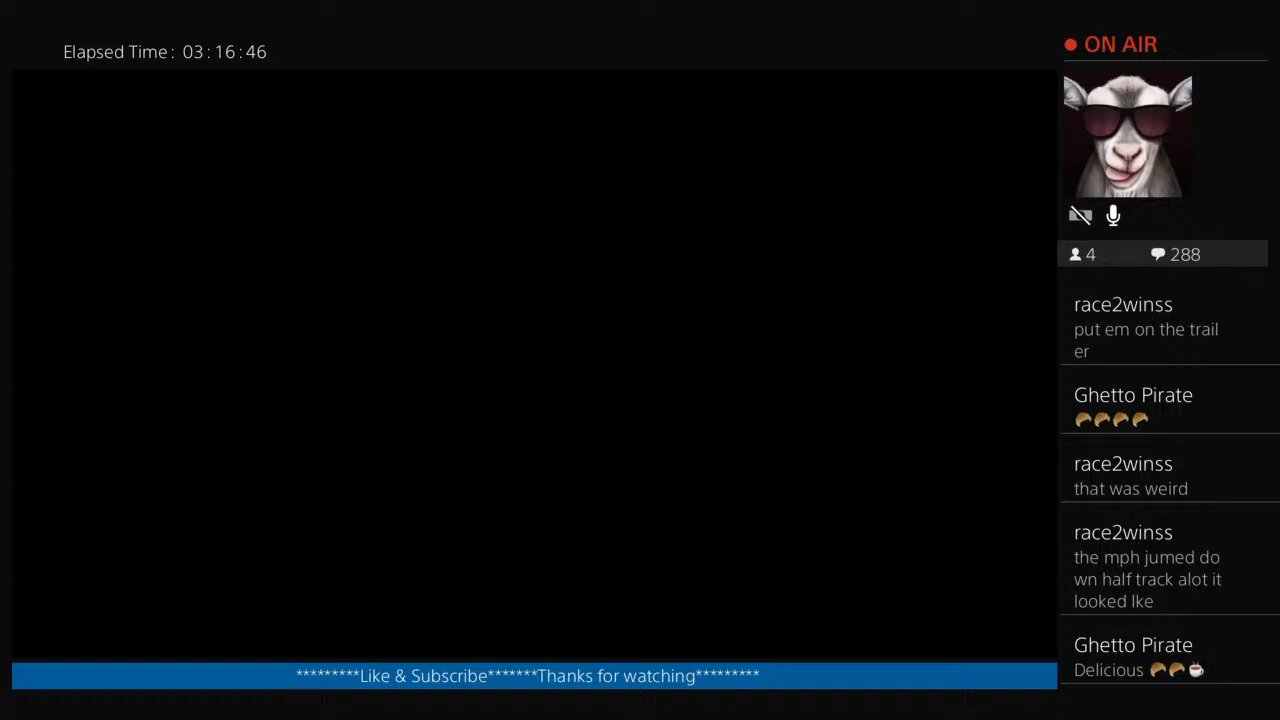 Elapsed Time: 03:16:46
ON AIR
4 288
race2winss
put em on the trail
er
Ghetto Pirate
🥐🥐🥐🥐
race2winss
that was weird
race2winss
the mph jumed do
wn half track alot it
looked lke
Ghetto Pirate
Delicious 🥐🥐☕
*********Like & Subscribe*******Thanks for watching*********